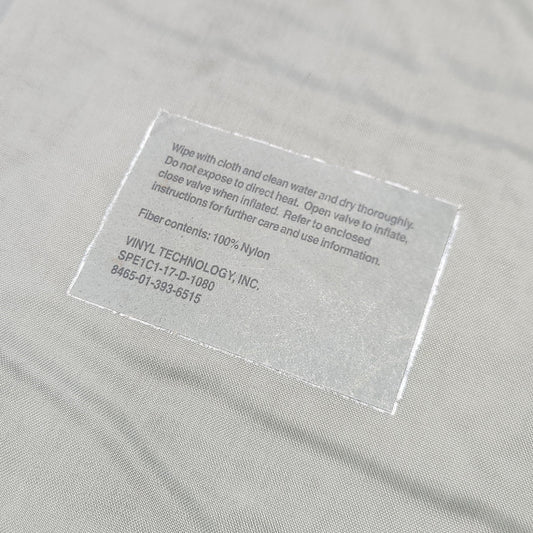 Wipe with cloth and clean water and dry thoroughly.
Do not expose to direct heat. Open valve to inflate,
close valve when inflated. Refer to enclosed
instructions for further care and use information.
Fiber contents: 100% Nylon
VINYL TECHNOLOGY, INC.
SPE1C1-17-D-1080
8465-01-393-6515